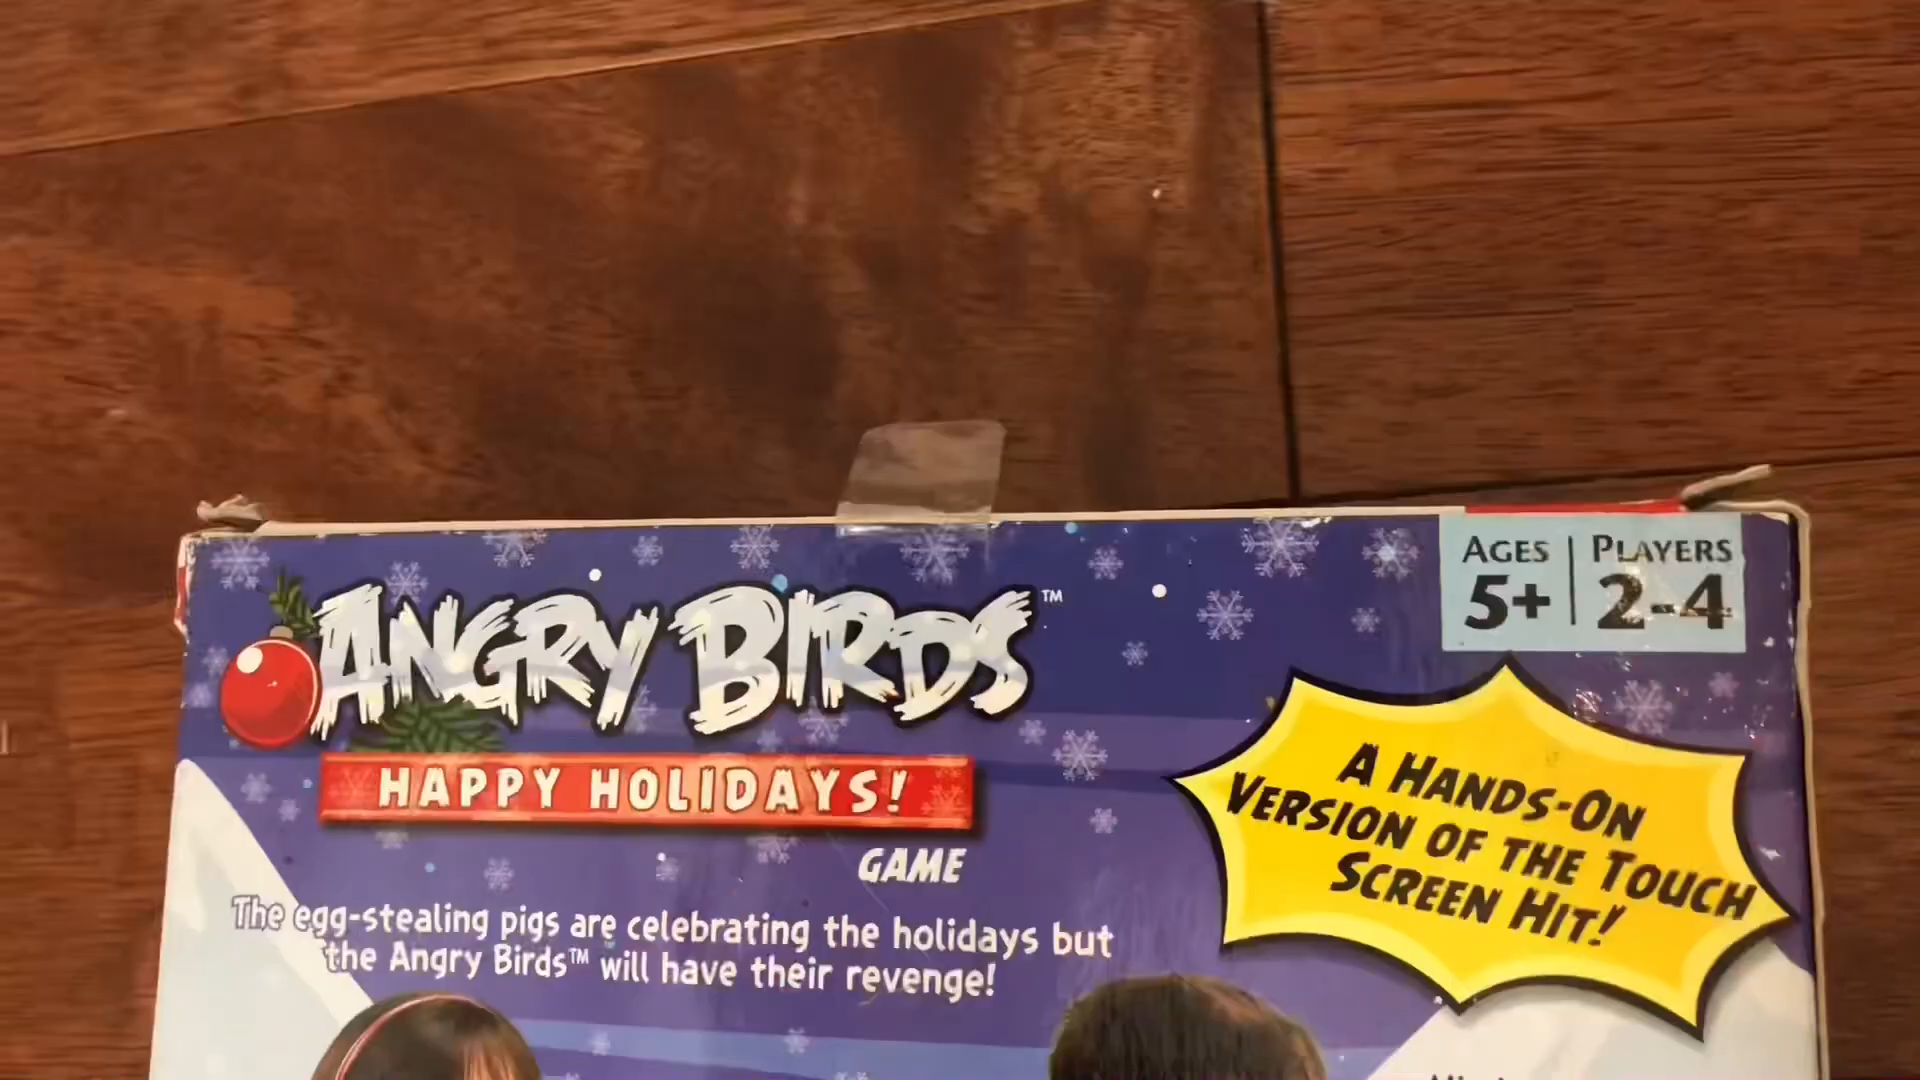 ANGRY BIRDS™
HAPPY HOLIDAYS!
GAME
The egg-stealing pigs are celebrating the holidays but
the Angry Birds™ will have their revenge!
AGES
5+
PLAYERS
2-4
A HANDS-ON
VERSION OF THE TOUCH
SCREEN HIT!